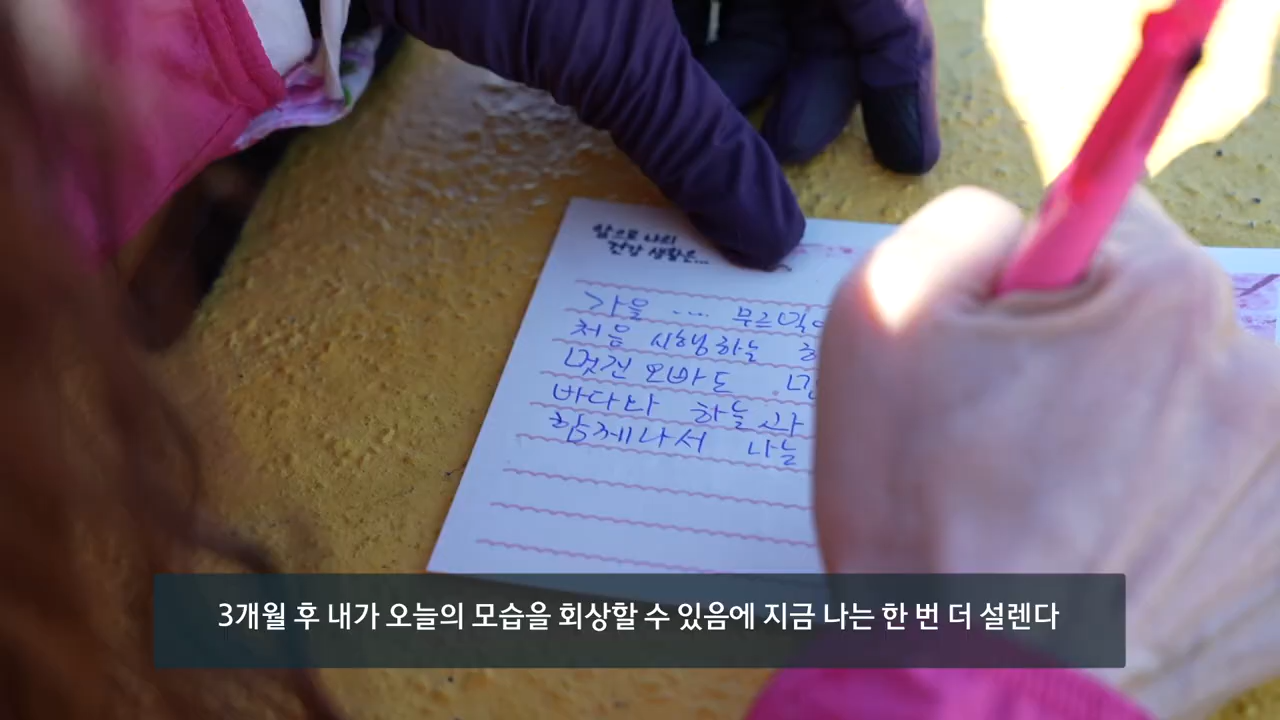 앞으로 나의
건강 생활은...
가을 .... 무르익어
처음 시행하는
멋진 오빠도
바다와 하늘과
함께라서 나는
3개월 후 내가 오늘의 모습을 회상할 수 있음에 지금 나는 한 번 더 설렌다